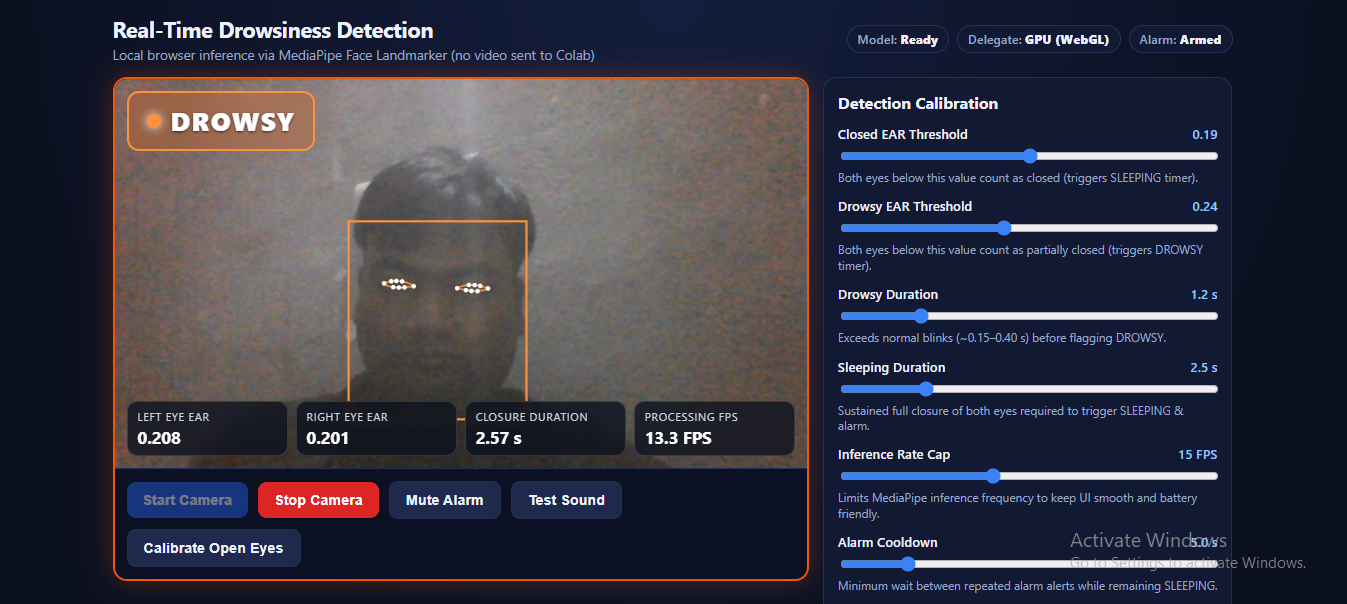 Real-Time Drowsiness Detection
Local browser inference via MediaPipe Face Landmarker (no video sent to Colab)
Model: Ready
Delegate: GPU (WebGL)
Alarm: Armed
DROWSY
LEFT EYE EAR
0.208
RIGHT EYE EAR
0.201
CLOSURE DURATION
2.57 s
PROCESSING FPS
13.3 FPS
Start Camera
Stop Camera
Mute Alarm
Test Sound
Calibrate Open Eyes
Detection Calibration
Closed EAR Threshold 0.19
Both eyes below this value count as closed (triggers SLEEPING timer).
Drowsy EAR Threshold 0.24
Both eyes below this value count as partially closed (triggers DROWSY
timer).
Drowsy Duration 1.2 s
Exceeds normal blinks (~0.15–0.40 s) before flagging DROWSY.
Sleeping Duration 2.5 s
Sustained full closure of both eyes required to trigger SLEEPING &
alarm.
Inference Rate Cap 15 FPS
Limits MediaPipe inference frequency to keep UI smooth and battery
friendly.
Alarm Cooldown 5.0 s
Minimum wait between repeated alarm alerts while remaining SLEEPING.
Activate Windows
Go to Settings to activate Windows.